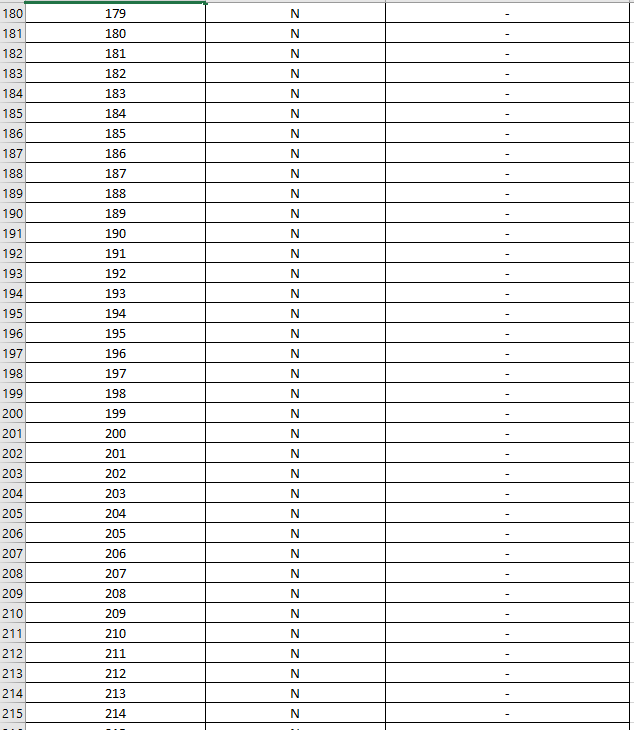 180 179 N -
181 180 N -
182 181 N -
183 182 N -
184 183 N -
185 184 N -
186 185 N -
187 186 N -
188 187 N -
189 188 N -
190 189 N -
191 190 N -
192 191 N -
193 192 N -
194 193 N -
195 194 N -
196 195 N -
197 196 N -
198 197 N -
199 198 N -
200 199 N -
201 200 N -
202 201 N -
203 202 N -
204 203 N -
205 204 N -
206 205 N -
207 206 N -
208 207 N -
209 208 N -
210 209 N -
211 210 N -
212 211 N -
213 212 N -
214 213 N -
215 214 N -